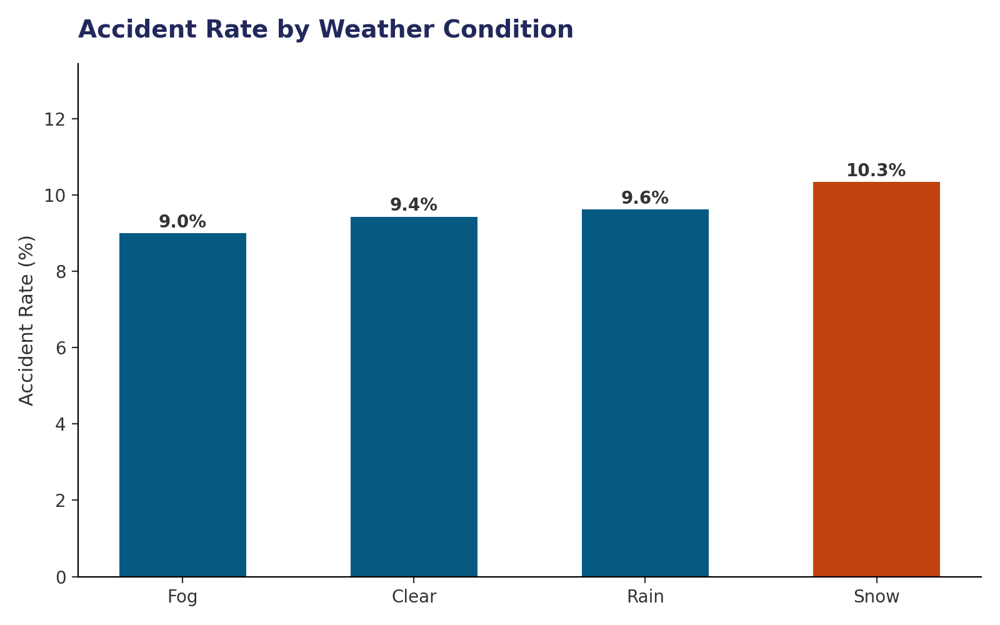 Accident Rate by Weather Condition
Accident Rate (%)
12
10
8
6
4
2
0
9.0%
9.4%
9.6%
10.3%
Fog
Clear
Rain
Snow